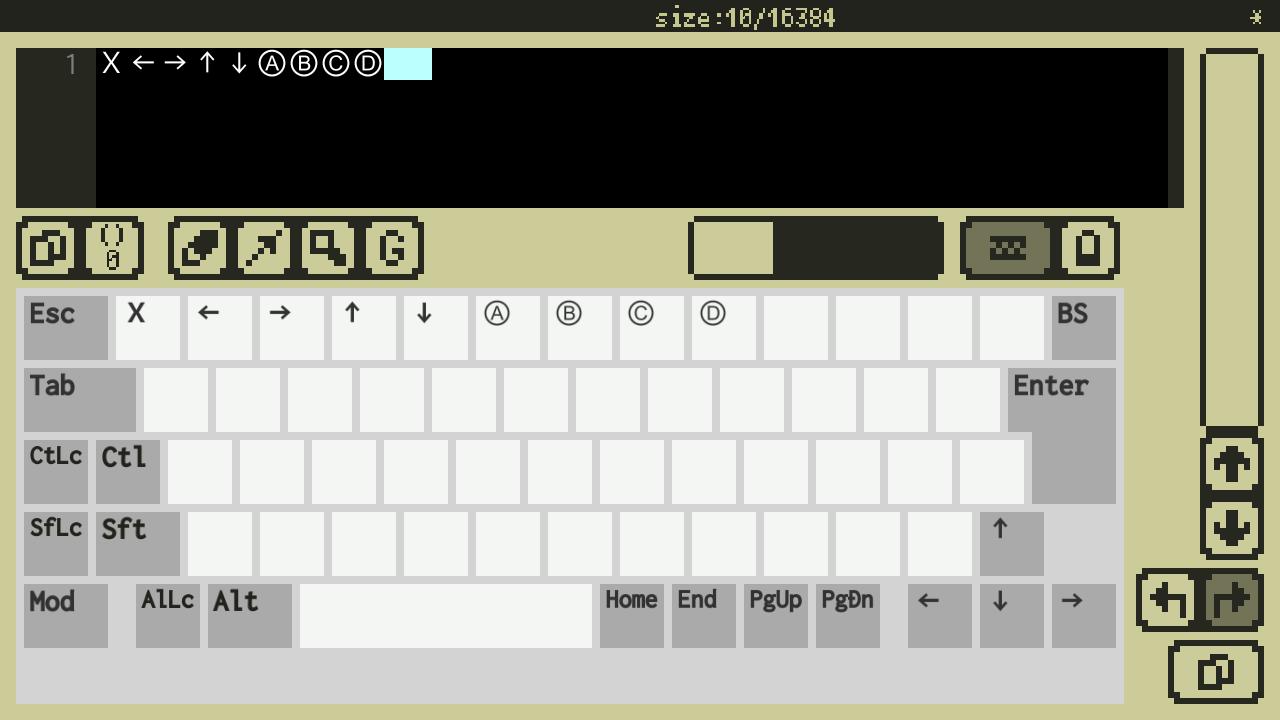 size:10/16384 *
1 X ← → ↑ ↓ Ⓐ Ⓑ Ⓒ Ⓓ
() 0 G
Esc X ← → ↑ ↓ Ⓐ Ⓑ Ⓒ Ⓓ BS
Tab Enter
CtLc Ctl
SfLc Sft ↑
Mod AlLc Alt Home End PgUp PgDn ← ↓ →